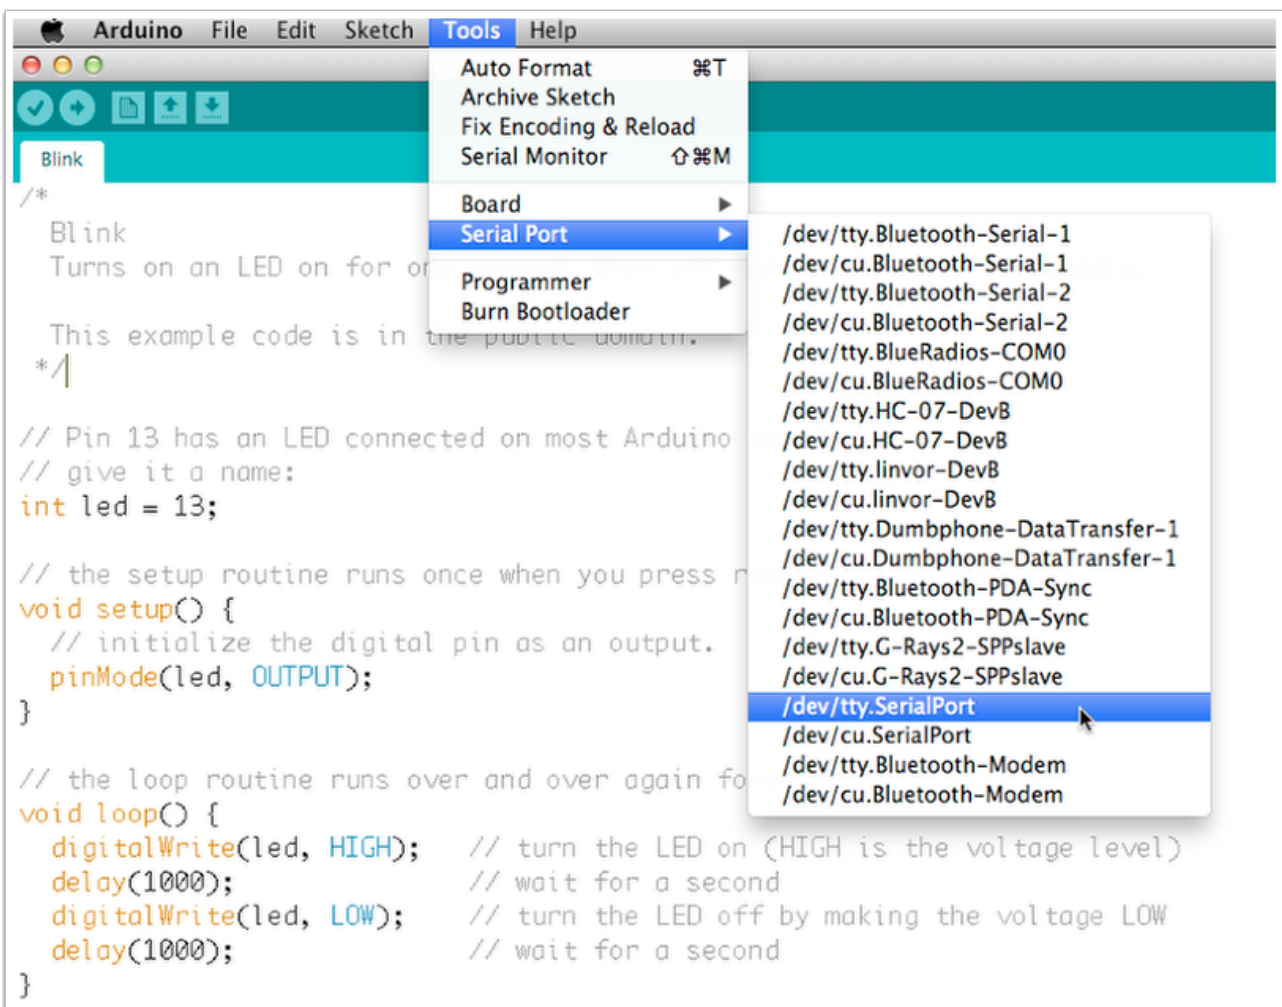 Arduino File Edit Sketch Tools Help
Auto Format ⌘T
Archive Sketch
Fix Encoding & Reload
Serial Monitor ⇧⌘M
Board
Serial Port
Programmer
Burn Bootloader
/dev/tty.Bluetooth-Serial-1
/dev/cu.Bluetooth-Serial-1
/dev/tty.Bluetooth-Serial-2
/dev/cu.Bluetooth-Serial-2
/dev/tty.BlueRadios-COM0
/dev/cu.BlueRadios-COM0
/dev/tty.HC-07-DevB
/dev/cu.HC-07-DevB
/dev/tty.linvor-DevB
/dev/cu.linvor-DevB
/dev/tty.Dumbphone-DataTransfer-1
/dev/cu.Dumbphone-DataTransfer-1
/dev/tty.Bluetooth-PDA-Sync
/dev/cu.Bluetooth-PDA-Sync
/dev/tty.G-Rays2-SPPslave
/dev/cu.G-Rays2-SPPslave
/dev/tty.SerialPort
/dev/cu.SerialPort
/dev/tty.Bluetooth-Modem
/dev/cu.Bluetooth-Modem
Blink
/*
Blink
Turns on an LED on for
This example code is in the public domain.
*/
// Pin 13 has an LED connected on most Arduino
// give it a name:
int led = 13;
// the setup routine runs once when you press
void setup() {
// initialize the digital pin as an output.
pinMode(led, OUTPUT);
}
// the loop routine runs over and over again
void loop() {
digitalWrite(led, HIGH); // turn the LED on (HIGH is the voltage level)
delay(1000); // wait for a second
digitalWrite(led, LOW); // turn the LED off by making the voltage LOW
delay(1000); // wait for a second
}